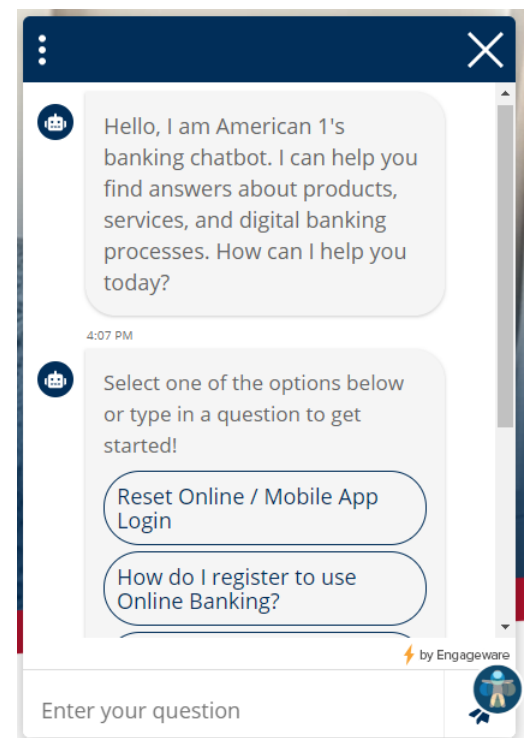 Hello, I am American 1's
banking chatbot. I can help you
find answers about products,
services, and digital banking
processes. How can I help you
today?
4:07 PM
Select one of the options below
or type in a question to get
started!
Reset Online / Mobile App
Login
How do I register to use
Online Banking?
by Engageware
Enter your question